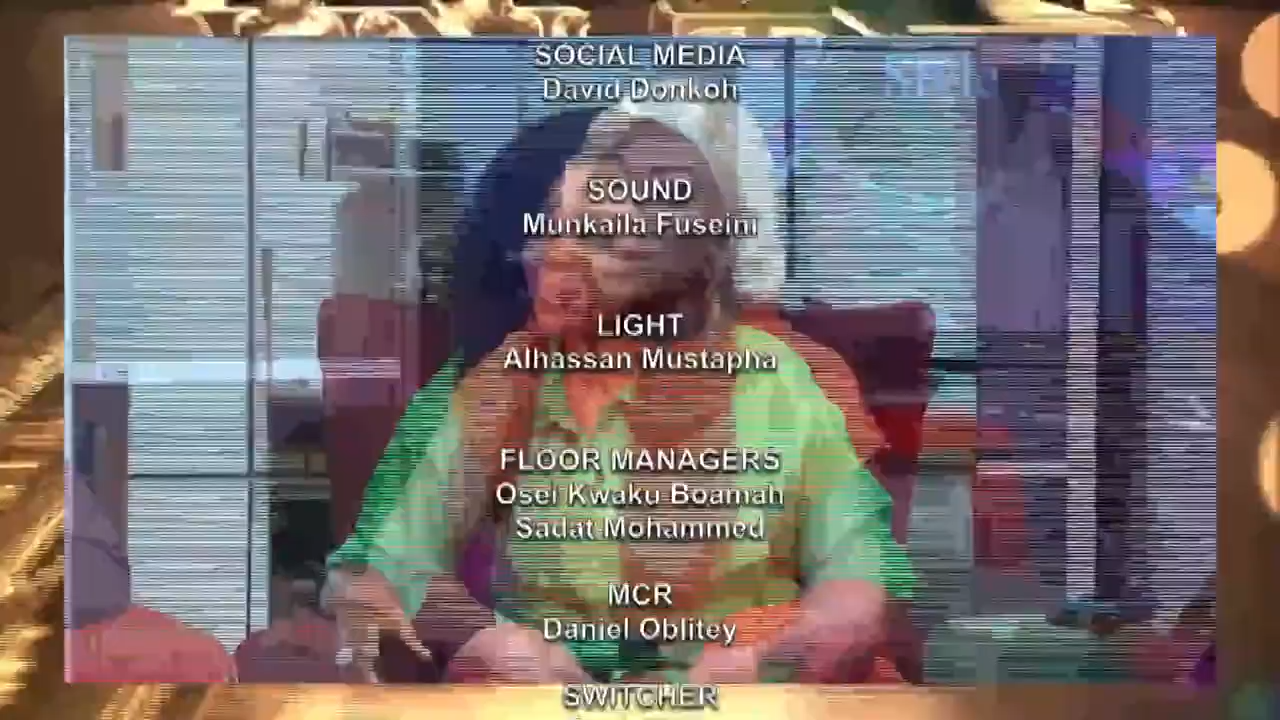 SOCIAL MEDIA
David Donkoh
SOUND
Munkaila Fuseini
LIGHT
Alhassan Mustapha
FLOOR MANAGERS
Osei Kwaku Boamah
Sadat Mohammed
MCR
Daniel Oblitey
SWITCHER